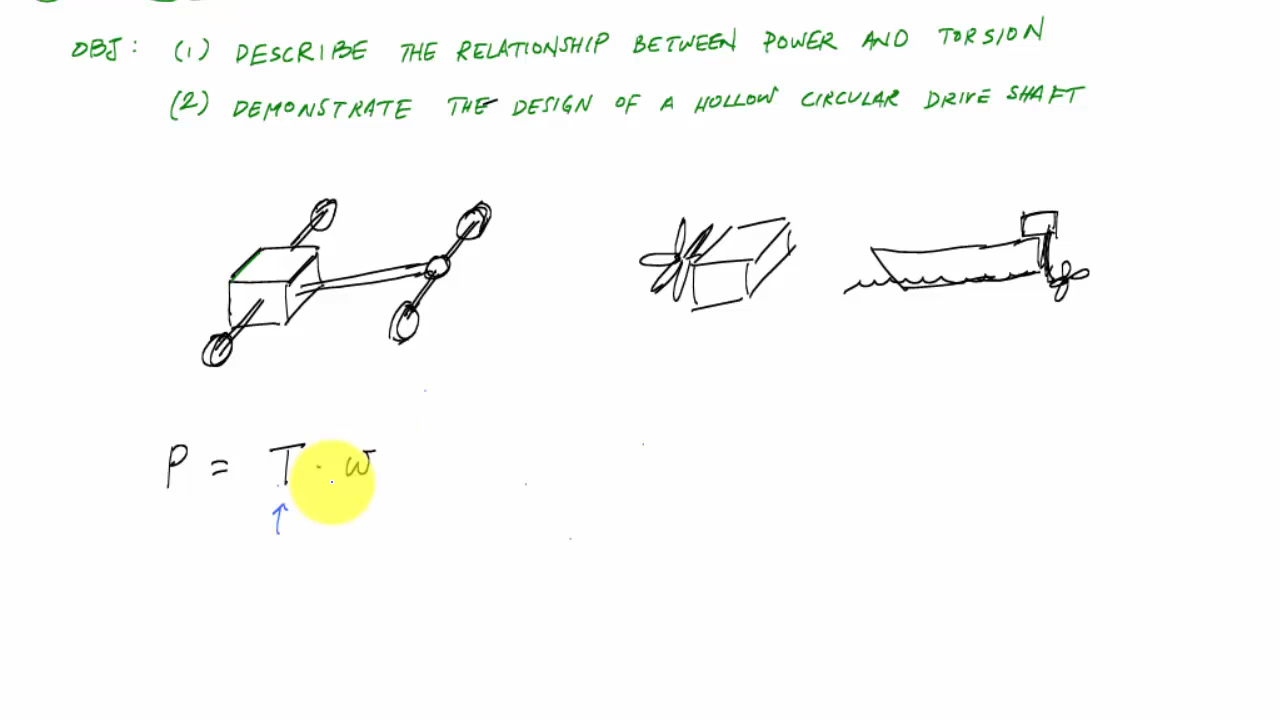 OBJ: (1) DESCRIBE THE RELATIONSHIP BETWEEN POWER AND TORSION
(2) DEMONSTRATE THE DESIGN OF A HOLLOW CIRCULAR DRIVE SHAFT
P = T · ω